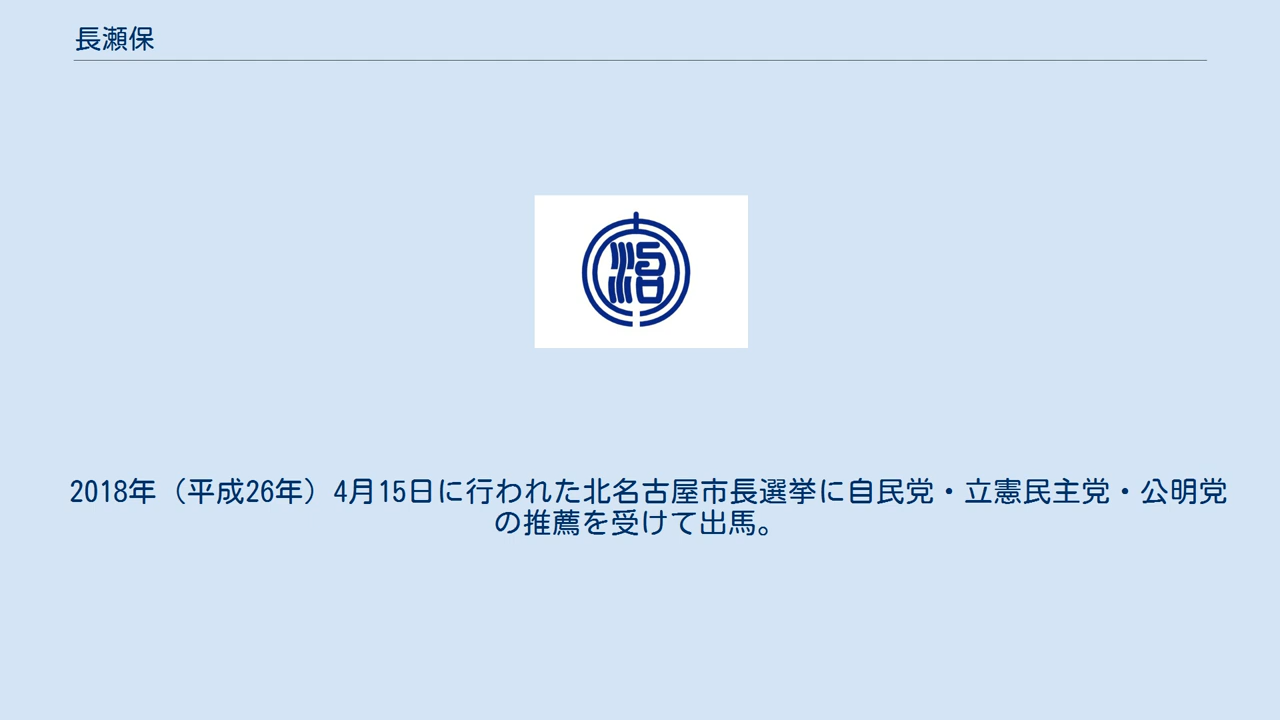 長瀬保
2018年（平成26年）4月15日に行われた北名古屋市長選挙に自民党・立憲民主党・公明党
の推薦を受けて出馬。